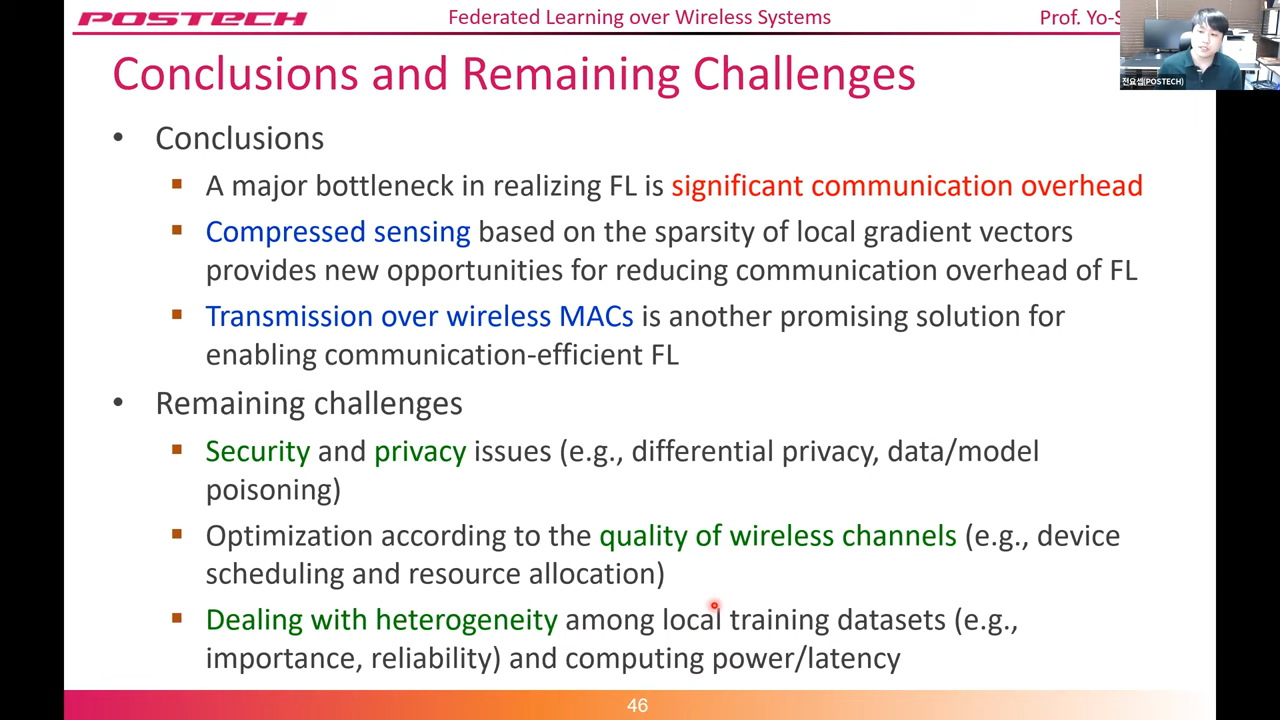 POSTECH
Federated Learning over Wireless Systems
Prof. Yo-S
전요셉(POSTECH)
Conclusions and Remaining Challenges
• Conclusions
▪ A major bottleneck in realizing FL is significant communication overhead
▪ Compressed sensing based on the sparsity of local gradient vectors
provides new opportunities for reducing communication overhead of FL
▪ Transmission over wireless MACs is another promising solution for
enabling communication-efficient FL
• Remaining challenges
▪ Security and privacy issues (e.g., differential privacy, data/model
poisoning)
▪ Optimization according to the quality of wireless channels (e.g., device
scheduling and resource allocation)
▪ Dealing with heterogeneity among local training datasets (e.g.,
importance, reliability) and computing power/latency
46